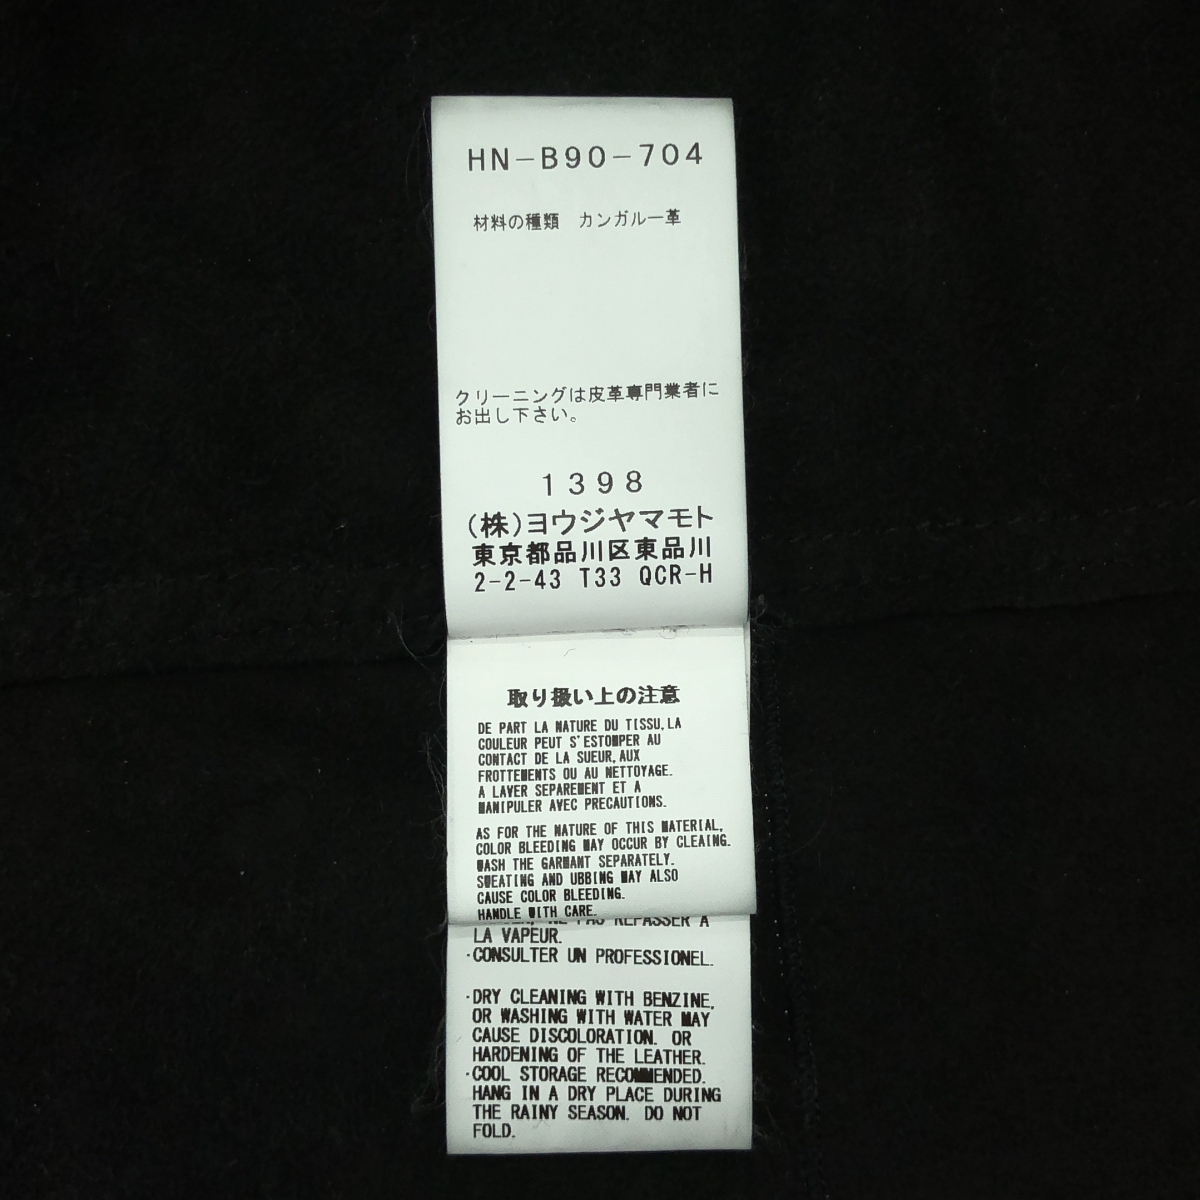 HN-B90-704
材料の種類　カンガルー革
クリーニングは皮革専門業者に
お出し下さい。
1398
(株)ヨウジヤマモト
東京都品川区東品川
2-2-43 T33 QCR-H
取り扱い上の注意
DE PART LA NATURE DU TISSU,LA
COULEUR PEUT S'ESTOMPER AU
CONTACT DE LA SUEUR,AUX
FROTTEMENTS OU AU NETTOYAGE.
A LAVER SEPAREMENT ET A
MANIPULER AVEC PRECAUTIONS.
AS FOR THE NATURE OF THIS MATERIAL,
COLOR BLEEDING MAY OCCUR BY CLEAING.
WASH THE GARMANT SEPARATELY.
SWEATING AND UBBING MAY ALSO
CAUSE COLOR BLEEDING.
HANDLE WITH CARE.
NE PAS REPASSER A
LA VAPEUR.
·CONSULTER UN PROFESSIONEL.
·DRY CLEANING WITH BENZINE,
OR WASHING WITH WATER MAY
CAUSE DISCOLORATION. OR
HARDENING OF THE LEATHER.
·COOL STORAGE RECOMMENDED.
HANG IN A DRY PLACE DURING
THE RAINY SEASON. DO NOT
FOLD.